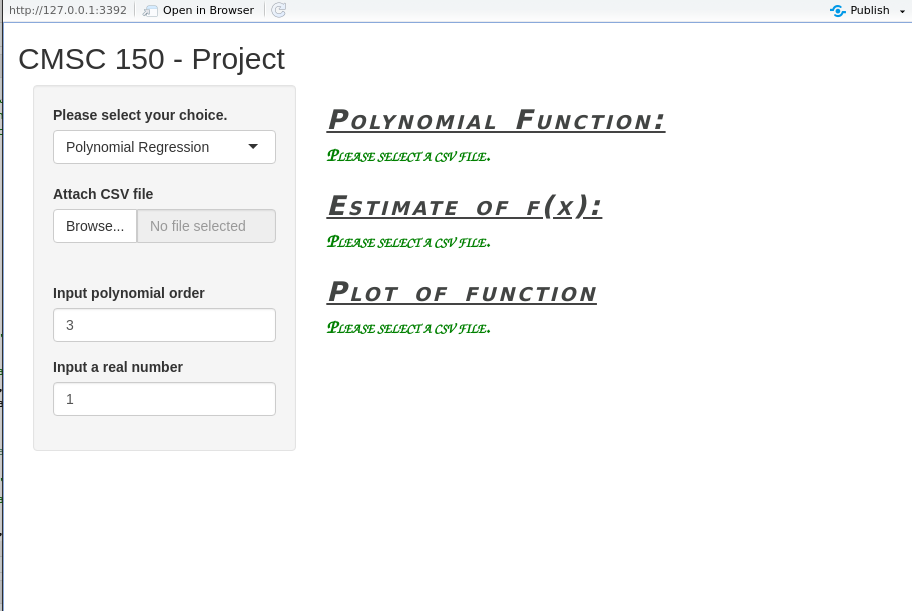 http://127.0.0.1:3392 Open in Browser Publish
CMSC 150 - Project
Please select your choice.
Polynomial Regression
Attach CSV file
Browse... No file selected
Input polynomial order
3
Input a real number
1
Polynomial Function:
Please select a csv file.
Estimate of f(x):
Please select a csv file.
Plot of function
Please select a csv file.